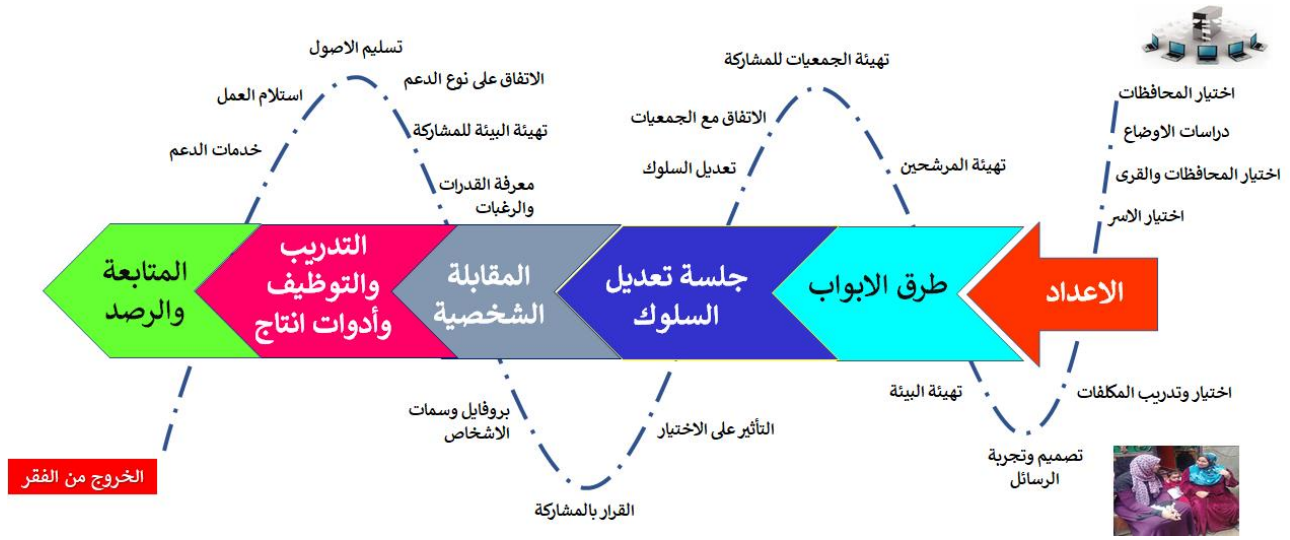 اختيار المحافظات
دراسات الاوضاع
اختيار المحافظات والقرى
اختيار الاسر
الاعداد
اختيار وتدريب المكلفات
تصميم وتجربة
الرسائل
تهيئة البيئة
طرق الابواب
تهيئة المرشحين
تهيئة الجمعيات للمشاركة
الاتفاق مع الجمعيات
تعديل السلوك
جلسة تعديل
السلوك
التأثير على الاختيار
القرار بالمشاركة
بروفايل وسمات
الاشخاص
المقابلة
الشخصية
معرفة القدرات
والرغبات
تهيئة البيئة للمشاركة
الاتفاق على نوع الدعم
تسليم الاصول
استلام العمل
خدمات الدعم
التدريب
والتوظيف
وأدوات انتاج
المتابعة
والرصد
الخروج من الفقر